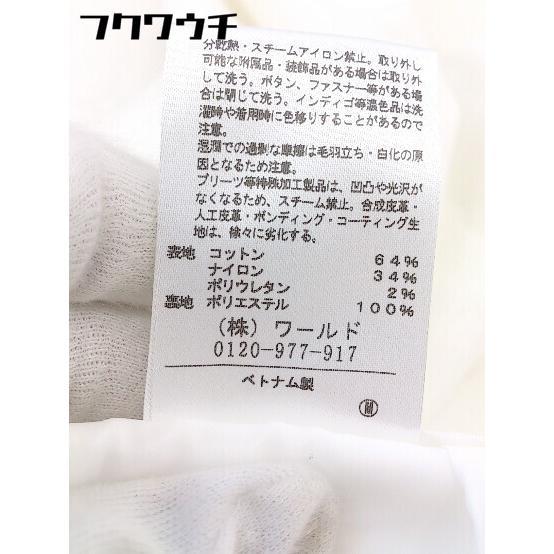 フクワウチ
分乾熱・スチームアイロン禁止。取り外し
可能な附属品・装飾品がある場合は取り外
して洗う。ボタン、ファスナー等がある場
合は閉じて洗う。インディゴ等濃色品は洗
濯時や着用時に色移りすることがあるので
注意。
湿潤での過剰な摩擦は毛羽立ち・白化の原
因となるため注意。
プリーツ等特殊加工製品は、凹凸や光沢が
なくなるため、スチーム禁止。合成皮革・
人工皮革・ボンディング・コーティング生
地は、徐々に劣化する。
表地 コットン 64%
ナイロン 34%
ポリウレタン 2%
裏地 ポリエステル 100%
(株) ワールド
0120-977-917
ベトナム製